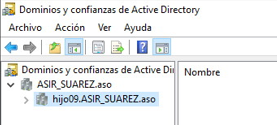 Dominios y confianzas de Active Directory
Archivo Acción Ver Ayuda
Dominios y confianzas de Active Dire
Nombre
ASIR_SUAREZ.aso
hijo09.ASIR_SUAREZ.aso